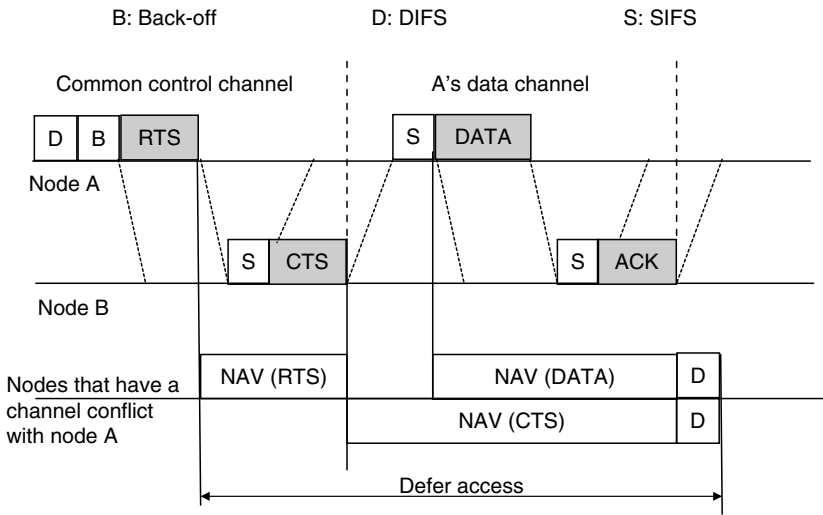 B: Back-off D: DIFS S: SIFS
Common control channel A's data channel
D B RTS S DATA
Node A
S CTS S ACK
Node B
NAV (RTS) NAV (DATA) D
Nodes that have a
channel conflict
with node A
NAV (CTS) D
Defer access